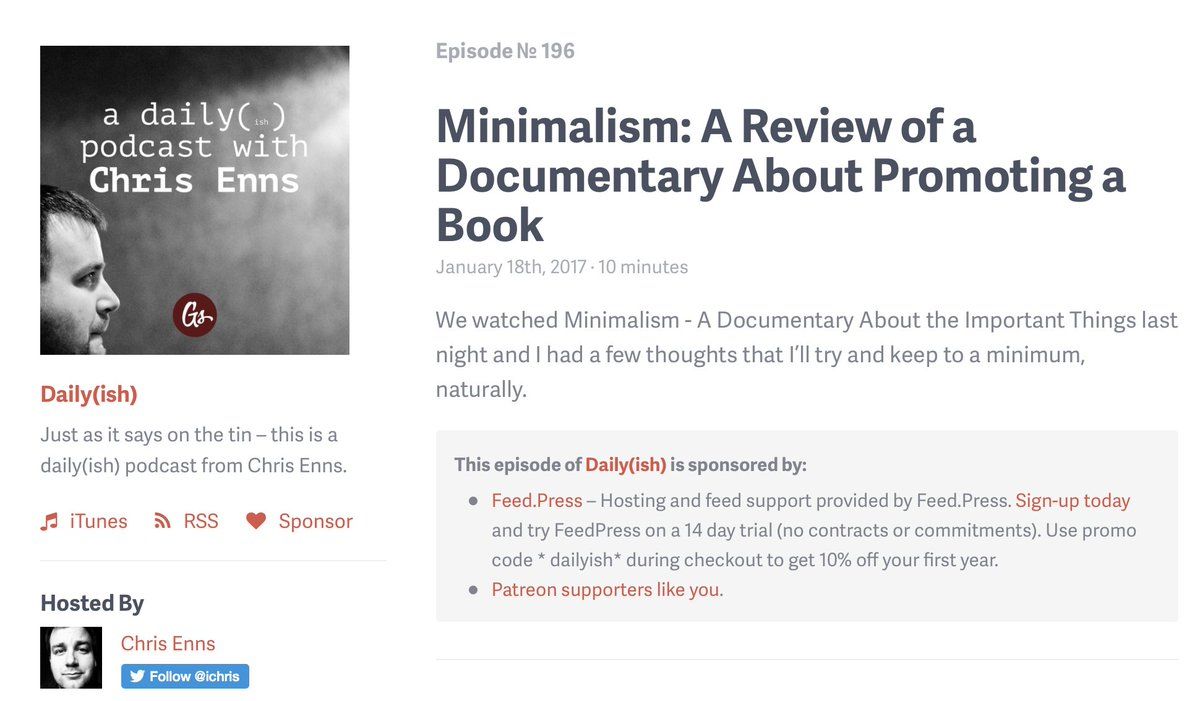 a daily(ish)
podcast with
Chris Enns
Gs
Daily(ish)
Just as it says on the tin – this is a
daily(ish) podcast from Chris Enns.
iTunes RSS Sponsor
Hosted By
Chris Enns
Follow @ichris
Episode № 196
Minimalism: A Review of a
Documentary About Promoting a
Book
January 18th, 2017 · 10 minutes
We watched Minimalism - A Documentary About the Important Things last
night and I had a few thoughts that I’ll try and keep to a minimum,
naturally.
This episode of Daily(ish) is sponsored by:
● Feed.Press – Hosting and feed support provided by Feed.Press. Sign-up today
and try FeedPress on a 14 day trial (no contracts or commitments). Use promo
code * dailyish* during checkout to get 10% off your first year.
● Patreon supporters like you.